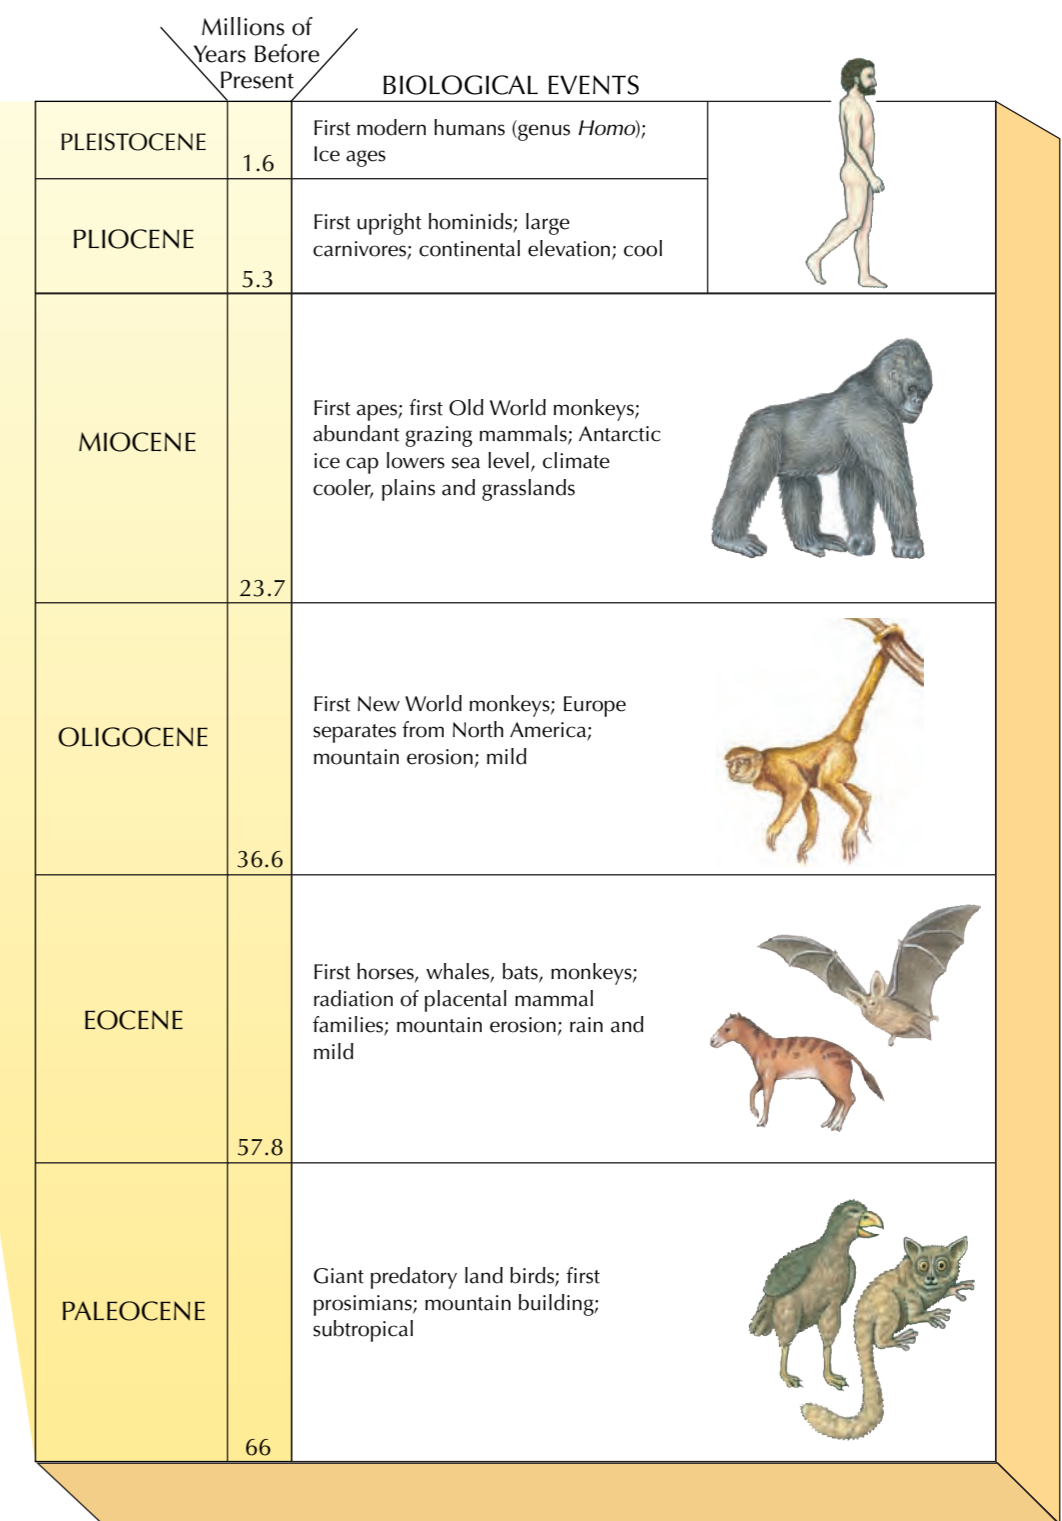 Millions of
Years Before
Present
BIOLOGICAL EVENTS
PLEISTOCENE
1.6
First modern humans (genus Homo);
Ice ages
PLIOCENE
5.3
First upright hominids; large
carnivores; continental elevation; cool
MIOCENE
23.7
First apes; first Old World monkeys;
abundant grazing mammals; Antarctic
ice cap lowers sea level, climate
cooler, plains and grasslands
OLIGOCENE
36.6
First New World monkeys; Europe
separates from North America;
mountain erosion; mild
EOCENE
57.8
First horses, whales, bats, monkeys;
radiation of placental mammal
families; mountain erosion; rain and
mild
PALEOCENE
66
Giant predatory land birds; first
prosimians; mountain building;
subtropical